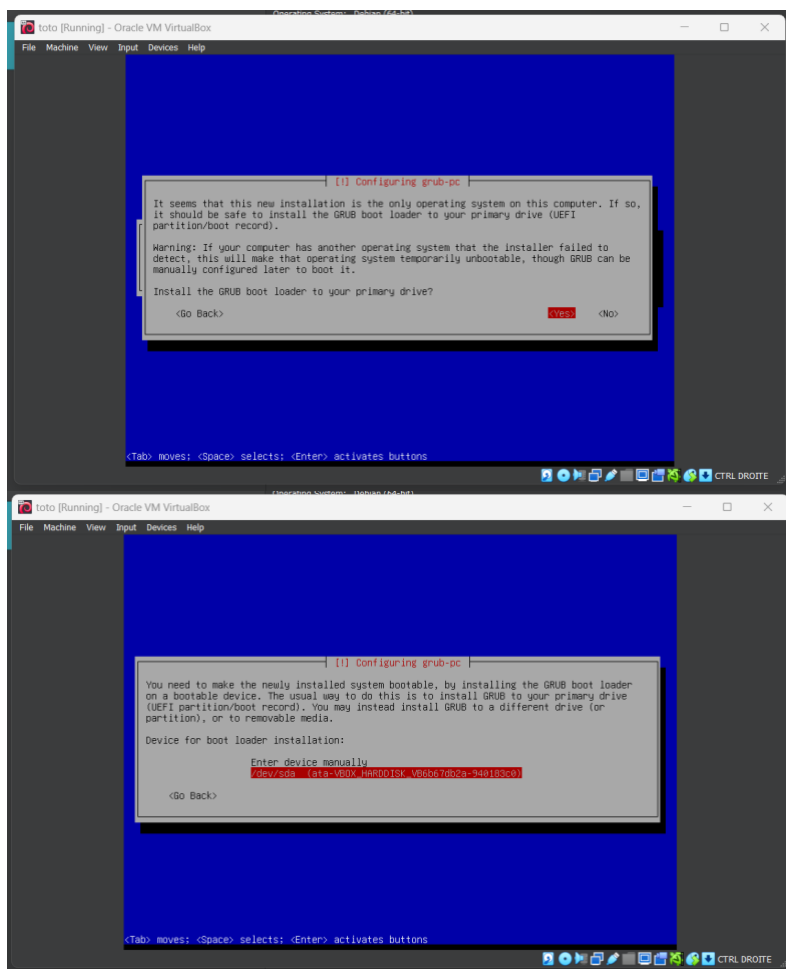 Operating System: Debian (64-bit)
toto [Running] - Oracle VM VirtualBox
File Machine View Input Devices Help
[!] Configuring grub-pc
It seems that this new installation is the only operating system on this computer. If so,
it should be safe to install the GRUB boot loader to your primary drive (UEFI
partition/boot record).
Warning: If your computer has another operating system that the installer failed to
detect, this will make that operating system temporarily unbootable, though GRUB can be
manually configured later to boot it.
Install the GRUB boot loader to your primary drive?
<Go Back> <Yes> <No>
<Tab> moves; <Space> selects; <Enter> activates buttons
CTRL DROITE
Operating System: Debian (64-bit)
toto [Running] - Oracle VM VirtualBox
File Machine View Input Devices Help
[!] Configuring grub-pc
You need to make the newly installed system bootable, by installing the GRUB boot loader
on a bootable device. The usual way to do this is to install GRUB to your primary drive
(UEFI partition/boot record). You may instead install GRUB to a different drive (or
partition), or to removable media.
Device for boot loader installation:
Enter device manually
/dev/sda (ata-VBOX_HARDDISK_VB6b67db2a-940183c0)
<Go Back>
<Tab> moves; <Space> selects; <Enter> activates buttons
CTRL DROITE